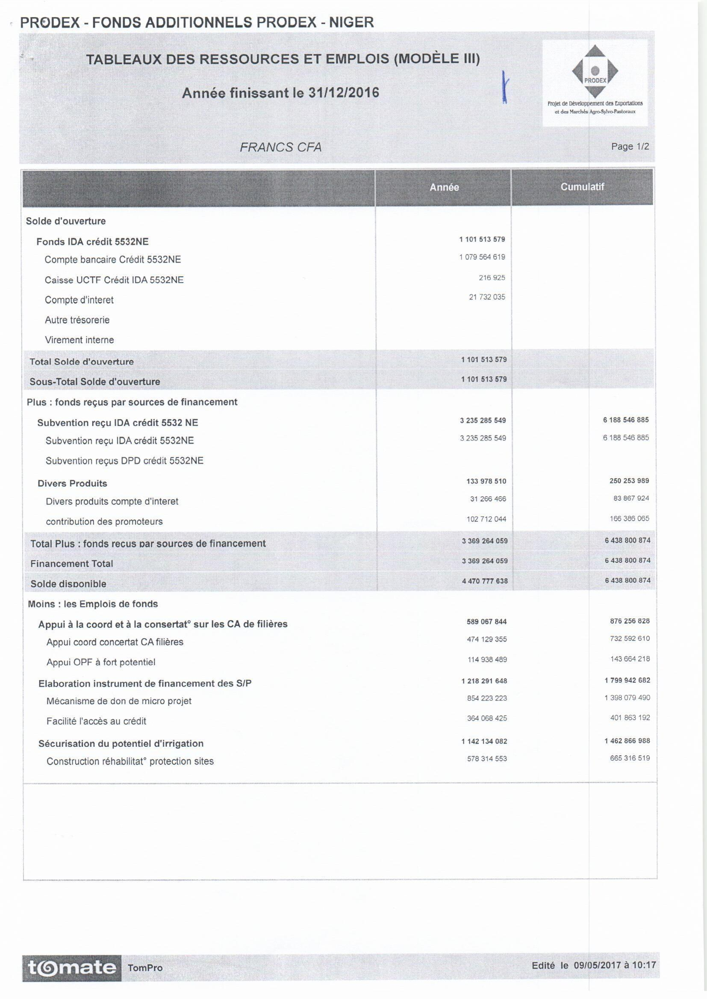 PRODEX - FONDS ADDITIONNELS PRODEX - NIGER
TABLEAUX DES RESSOURCES ET EMPLOIS (MODÈLE III)
Année finissant le 31/12/2016
PRODEX
Projet de Développement des Exportations
et des Marchés Agro-Sylvo-Pastoraux
FRANCS CFA
Page 1/2
Année Cumulatif
Solde d'ouverture
Fonds IDA crédit 5532NE 1 101 513 579
Compte bancaire Crédit 5532NE 1 079 564 619
Caisse UCTF Crédit IDA 5532NE 216 925
Compte d'interet 21 732 035
Autre trésorerie
Virement interne
Total Solde d'ouverture 1 101 513 579
Sous-Total Solde d'ouverture 1 101 513 579
Plus : fonds reçus par sources de financement
Subvention reçu IDA crédit 5532 NE 3 235 285 549 6 188 546 885
Subvention reçu IDA crédit 5532NE 3 235 285 549 6 188 546 885
Subvention reçus DPD crédit 5532NE
Divers Produits 133 978 510 250 253 989
Divers produits compte d'interet 31 266 466 83 867 924
contribution des promoteurs 102 712 044 166 386 065
Total Plus : fonds recus par sources de financement 3 369 264 059 6 438 800 874
Financement Total 3 369 264 059 6 438 800 874
Solde disponible 4 470 777 638 6 438 800 874
Moins : les Emplois de fonds
Appui à la coord et à la consertat° sur les CA de filières 589 067 844 876 256 828
Appui coord concertat CA filières 474 129 355 732 592 610
Appui OPF à fort potentiel 114 938 489 143 664 218
Elaboration instrument de financement des S/P 1 218 291 648 1 799 942 682
Mécanisme de don de micro projet 854 223 223 1 398 079 490
Facilité l'accès au crédit 364 068 425 401 863 192
Sécurisation du potentiel d'irrigation 1 142 134 082 1 462 866 988
Construction réhabilitat° protection sites 578 314 553 665 316 519
tomate TomPro
Edité le 09/05/2017 à 10:17